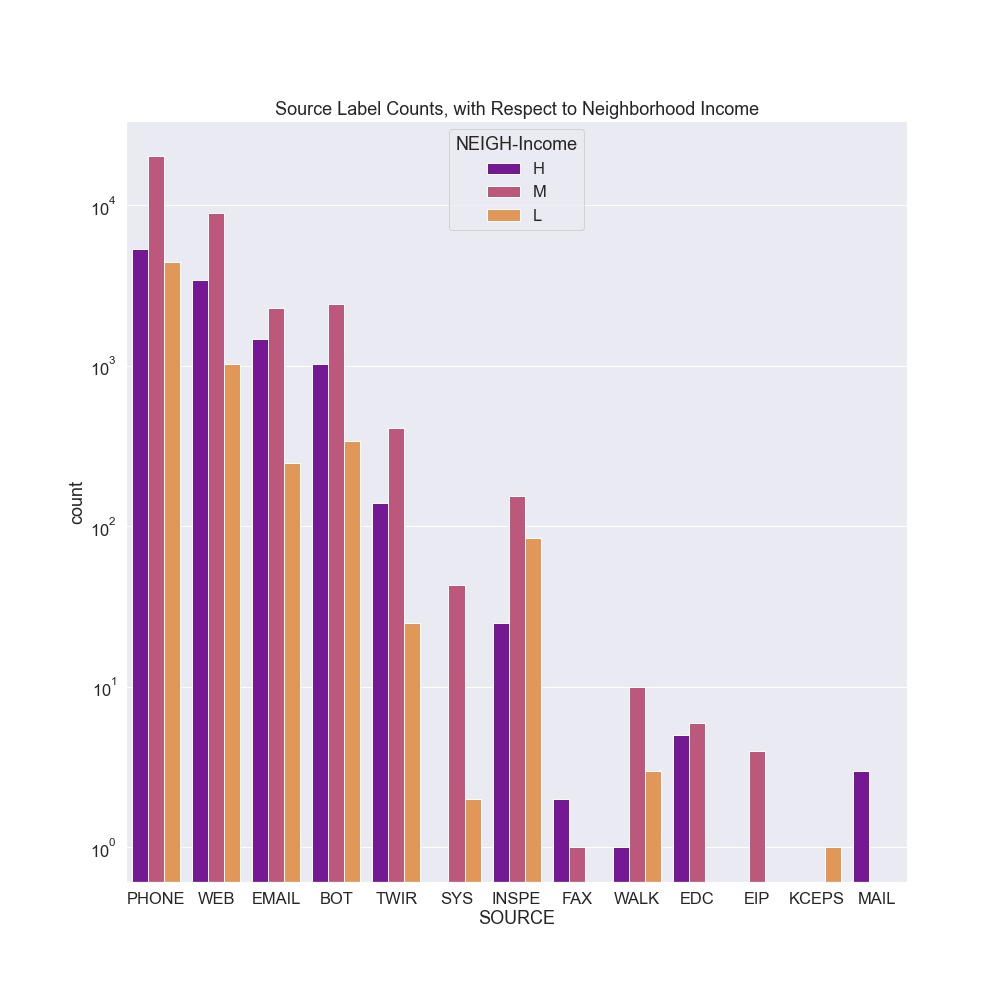 Source Label Counts, with Respect to Neighborhood Income
NEIGH-Income
H
M
L
count
10^4
10^3
10^2
10^1
10^0
PHONE WEB EMAIL BOT TWIR SYS INSPE FAX WALK EDC EIP KCEPS MAIL
SOURCE